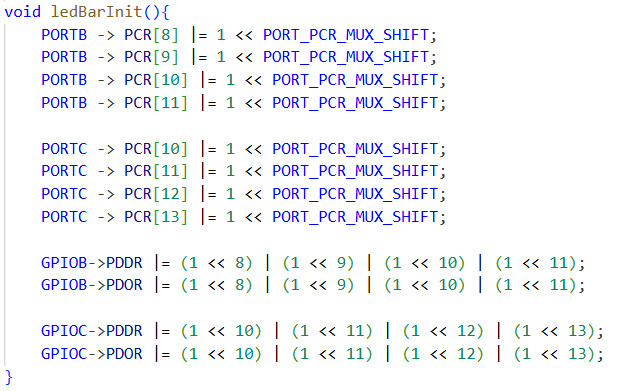 void ledBarInit(){
PORTB -> PCR[8] |= 1 << PORT_PCR_MUX_SHIFT;
PORTB -> PCR[9] |= 1 << PORT_PCR_MUX_SHIFT;
PORTB -> PCR[10] |= 1 << PORT_PCR_MUX_SHIFT;
PORTB -> PCR[11] |= 1 << PORT_PCR_MUX_SHIFT;
PORTC -> PCR[10] |= 1 << PORT_PCR_MUX_SHIFT;
PORTC -> PCR[11] |= 1 << PORT_PCR_MUX_SHIFT;
PORTC -> PCR[12] |= 1 << PORT_PCR_MUX_SHIFT;
PORTC -> PCR[13] |= 1 << PORT_PCR_MUX_SHIFT;
GPIOB->PDDR |= (1 << 8) | (1 << 9) | (1 << 10) | (1 << 11);
GPIOB->PDOR |= (1 << 8) | (1 << 9) | (1 << 10) | (1 << 11);
GPIOC->PDDR |= (1 << 10) | (1 << 11) | (1 << 12) | (1 << 13);
GPIOC->PDOR |= (1 << 10) | (1 << 11) | (1 << 12) | (1 << 13);
}